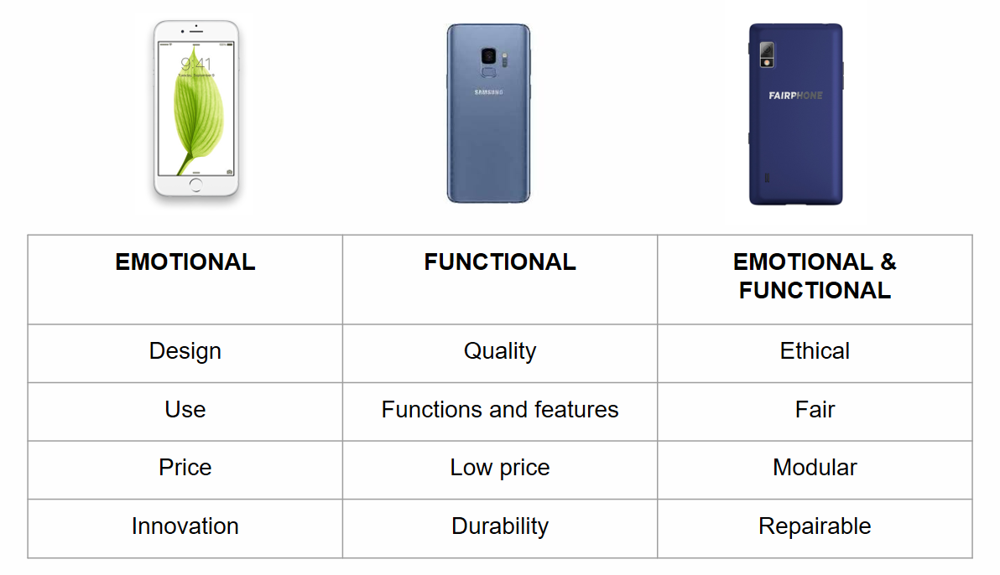 9:41
Tuesday, September 9
SAMSUNG
FAIRPHONE
EMOTIONAL
FUNCTIONAL
EMOTIONAL &
FUNCTIONAL
Design
Quality
Ethical
Use
Functions and features
Fair
Price
Low price
Modular
Innovation
Durability
Repairable